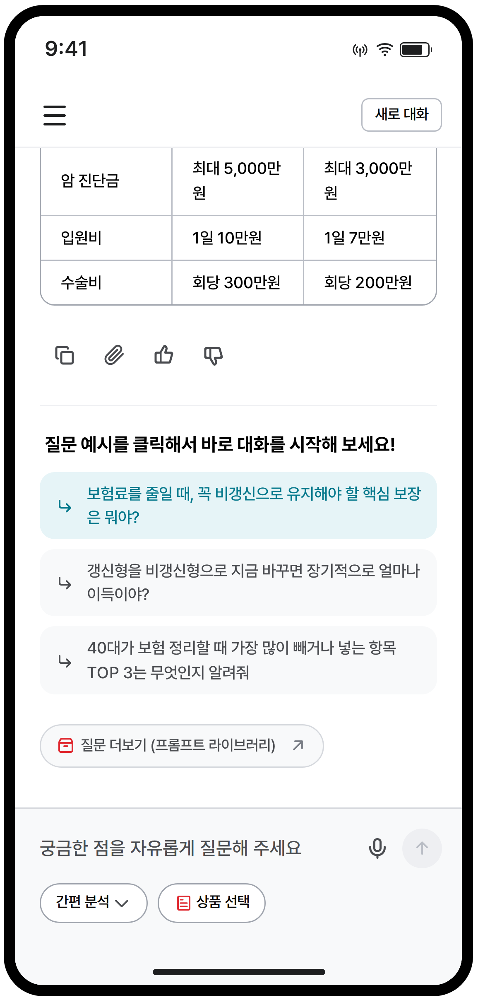 9:41
새로 대화
암 진단금
최대 5,000만
원
최대 3,000만
원
입원비
1일 10만원
1일 7만원
수술비
회당 300만원
회당 200만원
질문 예시를 클릭해서 바로 대화를 시작해 보세요!
보험료를 줄일 때, 꼭 비갱신으로 유지해야 할 핵심 보장
은 뭐야?
갱신형을 비갱신형으로 지금 바꾸면 장기적으로 얼마나
이득이야?
40대가 보험 정리할 때 가장 많이 빼거나 넣는 항목
TOP 3는 무엇인지 알려줘
질문 더보기 (프롬프트 라이브러리)
궁금한 점을 자유롭게 질문해 주세요
간편 분석
상품 선택